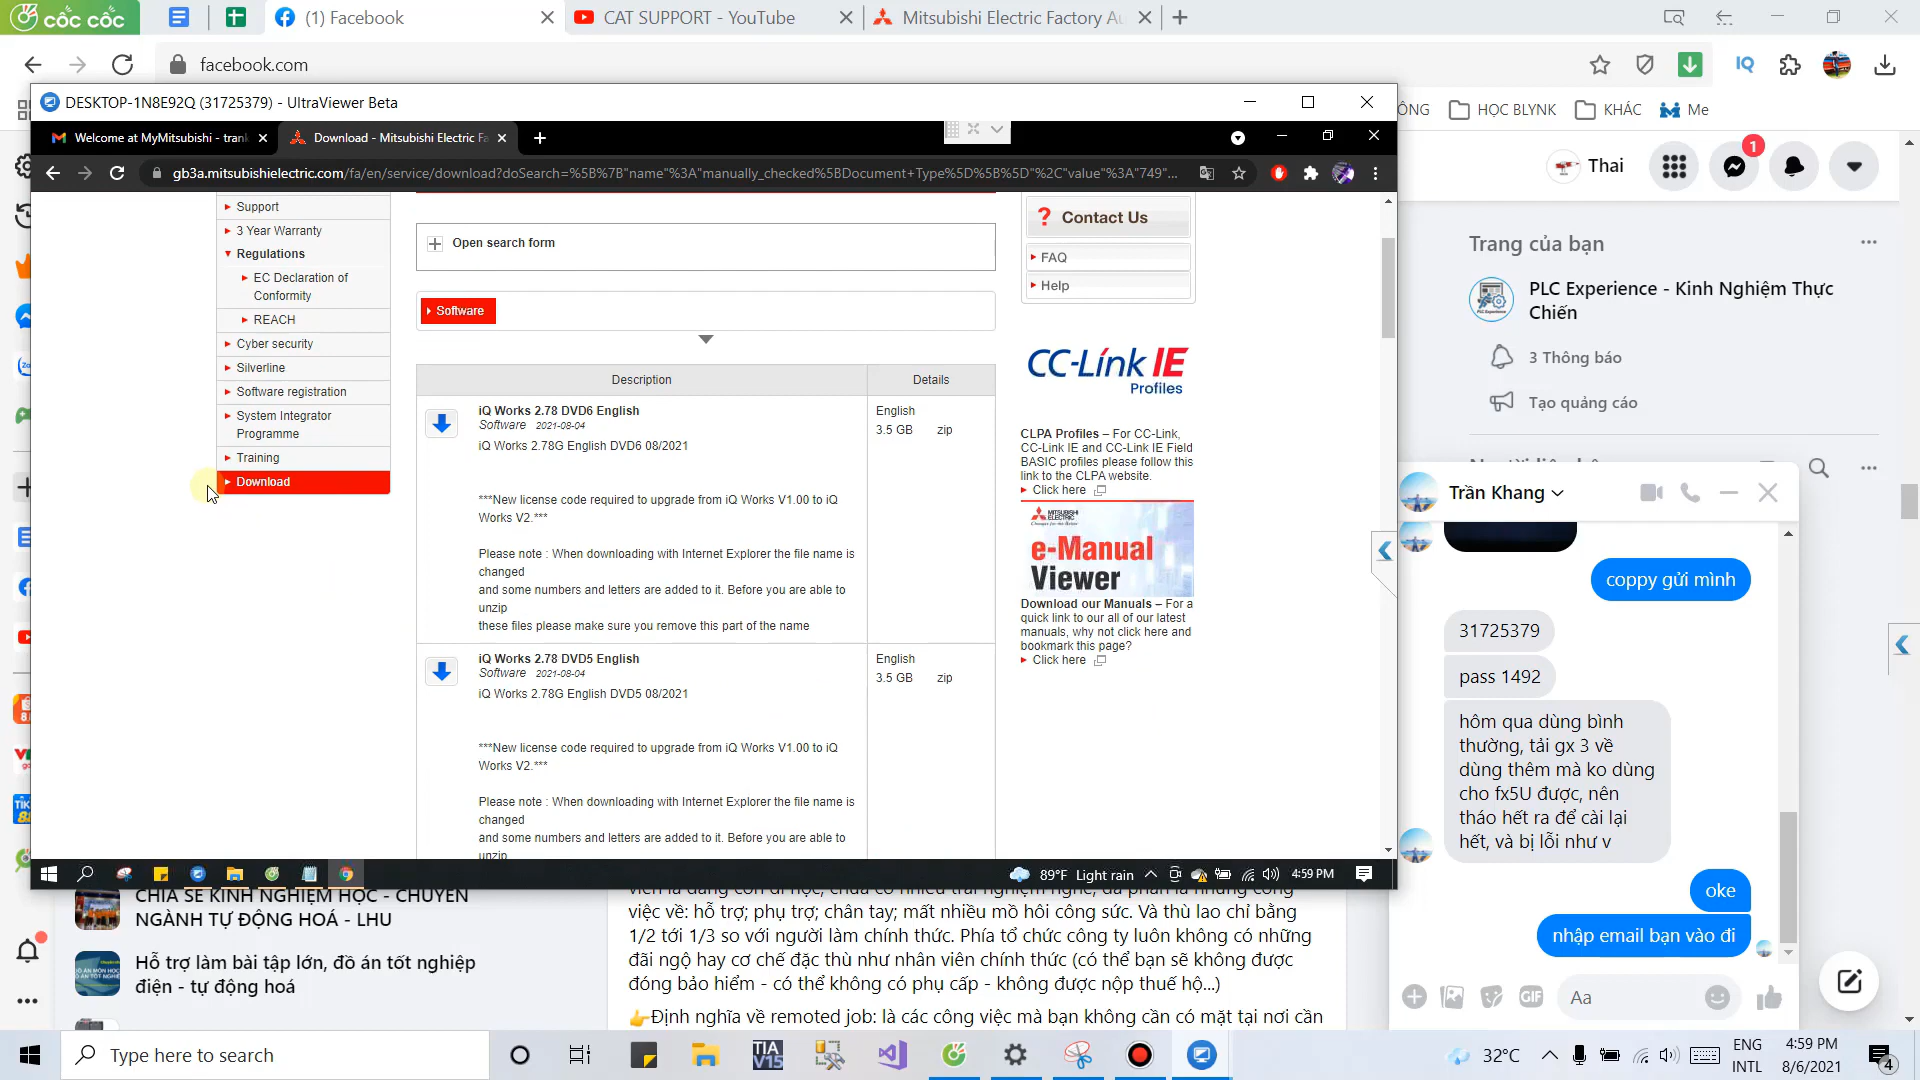 cốc cốc
(1) Facebook
CAT SUPPORT - YouTube
Mitsubishi Electric Factory Au
facebook.com
IQ
ÔNG
HỌC BLYNK
KHÁC
Me
DESKTOP-1N8E92Q (31725379) - UltraViewer Beta
Welcome at MyMitsubishi - trank
Download - Mitsubishi Electric Fa
gb3a.mitsubishielectric.com/fa/en/service/download?doSearch=%5B%7B"name"%3A"manually_checked%5BDocument+Type%5D%5B%5D"%2C"value"%3A"749"...
Support
3 Year Warranty
Regulations
EC Declaration of
Conformity
REACH
Cyber security
Silverline
Software registration
System Integrator
Programme
Training
Download
Open search form
Software
Description
Details
iQ Works 2.78 DVD6 English
Software 2021-08-04
iQ Works 2.78G English DVD6 08/2021
***New license code required to upgrade from iQ Works V1.00 to iQ
Works V2.***
Please note : When downloading with Internet Explorer the file name is
changed
and some numbers and letters are added to it. Before you are able to
unzip
these files please make sure you remove this part of the name
English
3.5 GB zip
iQ Works 2.78 DVD5 English
Software 2021-08-04
iQ Works 2.78G English DVD5 08/2021
***New license code required to upgrade from iQ Works V1.00 to iQ
Works V2.***
Please note : When downloading with Internet Explorer the file name is
changed
and some numbers and letters are added to it. Before you are able to
unzip
English
3.5 GB zip
Contact Us
FAQ
Help
CC-Link IE
Profiles
CLPA Profiles – For CC-Link,
CC-Link IE and CC-Link IE Field
BASIC profiles please follow this
link to the CLPA website.
Click here
MITSUBISHI
ELECTRIC
Changes for the Better
e-Manual
Viewer
Download our Manuals – For a
quick link to our all of our latest
manuals, why not click here and
bookmark this page?
Click here
89°F Light rain
4:59 PM
Thai
1
Trang của bạn
PLC Experience - Kinh Nghiệm Thực
Chiến
3 Thông báo
Tạo quảng cáo
Trần Khang
coppy gửi mình
31725379
pass 1492
hôm qua dùng bình
thường, tải gx 3 về
dùng thêm mà ko dùng
cho fx5U được, nên
tháo hết ra để cài lại
hết, và bị lỗi như v
oke
nhập email bạn vào đi
GIF
Aa
CHIA SẺ KINH NGHIỆM HỌC - CHUYÊN
NGÀNH TỰ ĐỘNG HOÁ - LHU
Hỗ trợ làm bài tập lớn, đồ án tốt nghiệp
điện - tự động hoá
việc về: hỗ trợ; phụ trợ; chân tay; mất nhiều mồ hôi công sức. Và thù lao chỉ bằng
1/2 tới 1/3 so với người làm chính thức. Phía tổ chức công ty luôn không có những
đãi ngộ hay cơ chế đặc thù như nhân viên chính thức (có thể bạn sẽ không được
đóng bảo hiểm - có thể không có phụ cấp - không được nộp thuế hộ...)
Định nghĩa về remoted job: là các công việc mà bạn không cần có mặt tại nơi cần
Type here to search
TIA
V15
32°C
ENG
INTL
4:59 PM
8/6/2021
4